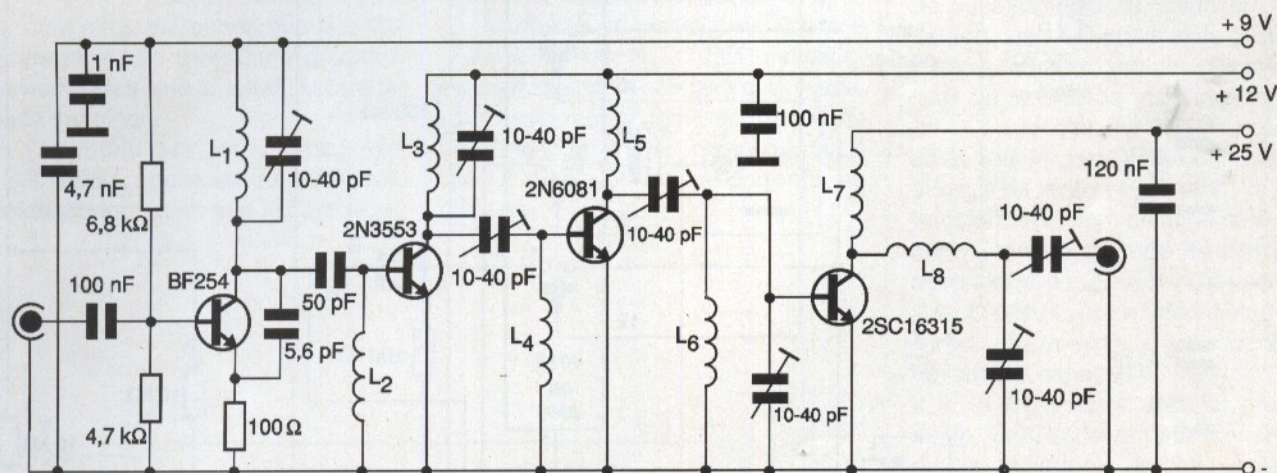 + 9 V
1 nF
+ 12 V
100 nF
L1
L3
10-40 pF
L5
+ 25 V
4,7 nF
10-40 pF
2N6081
L7
120 nF
6,8 kΩ
2N3553
10-40 pF
10-40 pF
100 nF
BF254
10-40 pF
L8
50 pF
2SC16315
L4
L6
5,6 pF
L2
4,7 kΩ
100 Ω
10-40 pF
10-40 pF
-